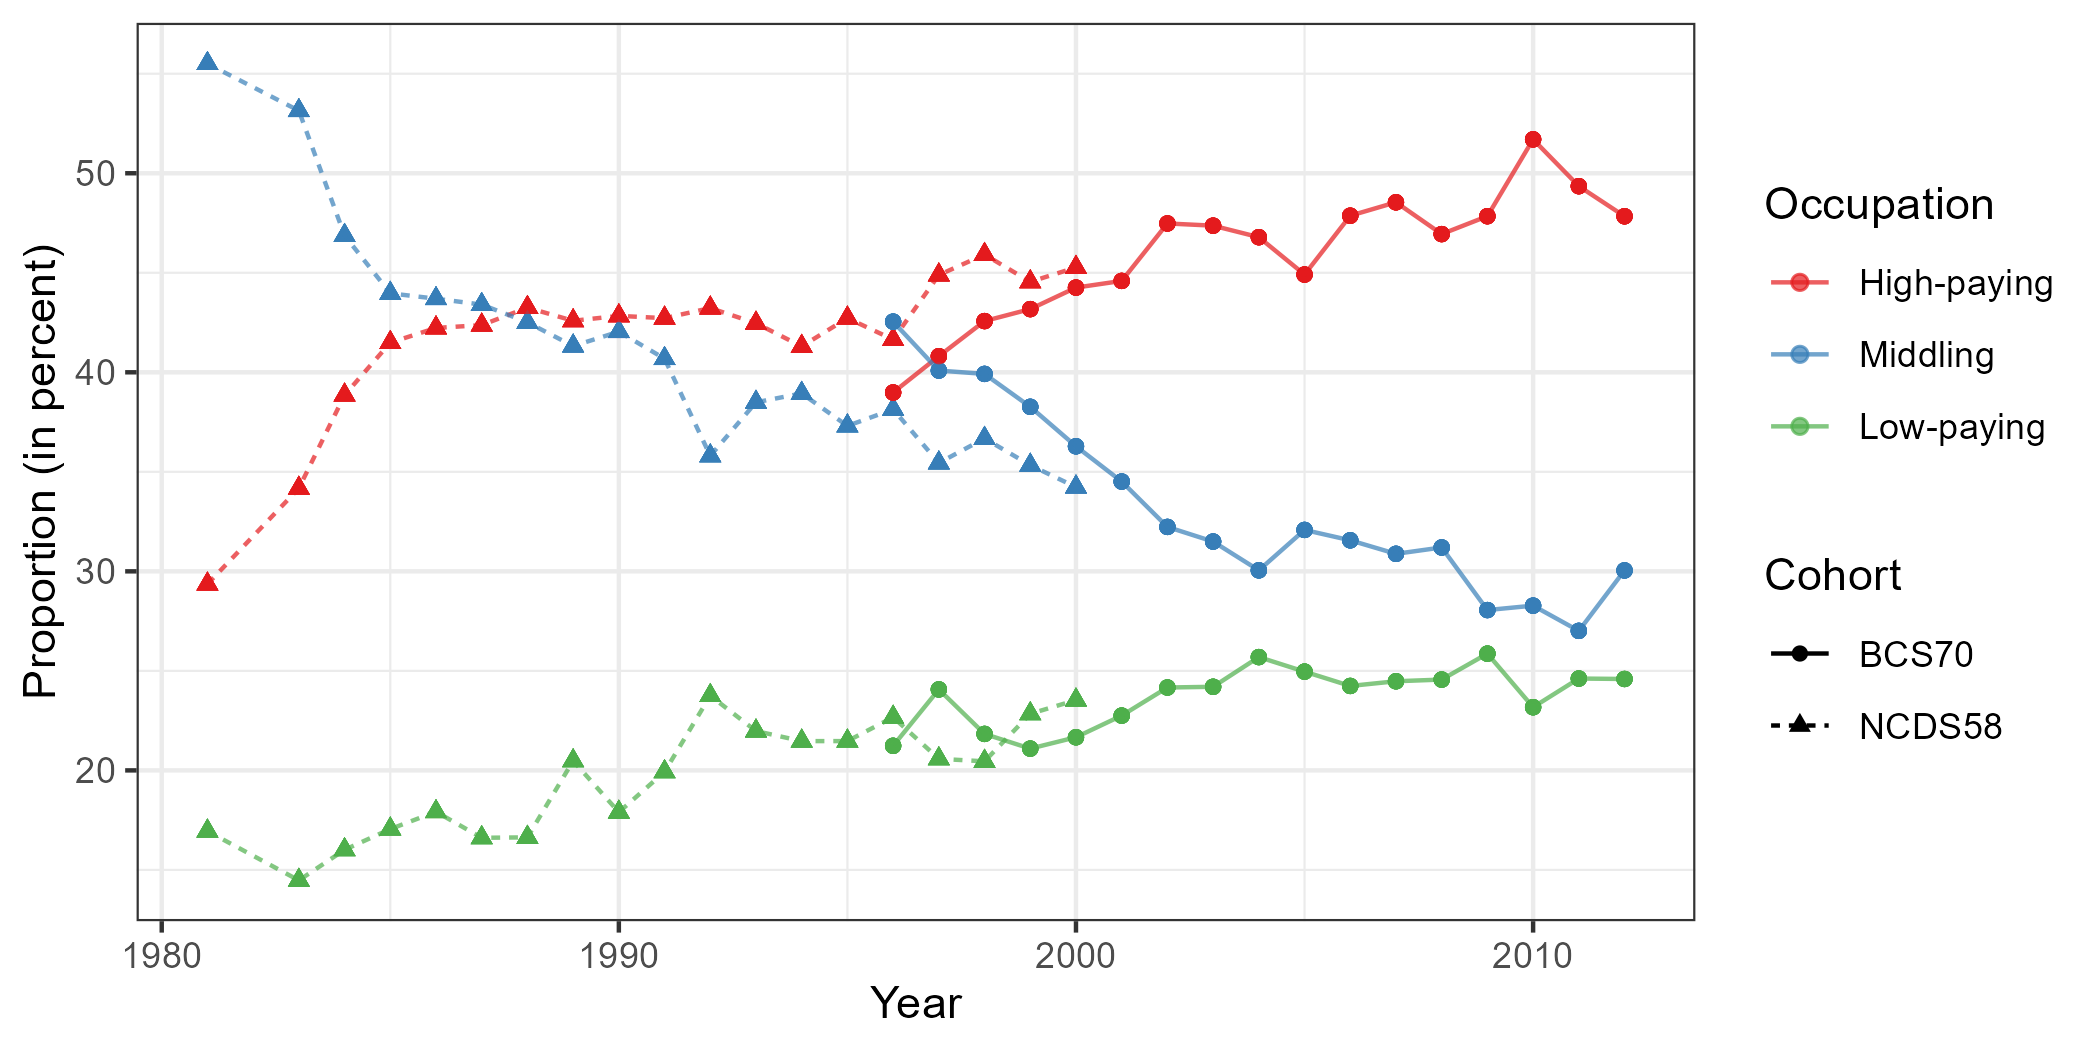 Proportion (in percent)
50
40
30
20
1980
1990
2000
2010
Year
Occupation
High-paying
Middling
Low-paying
Cohort
BCS70
NCDS58